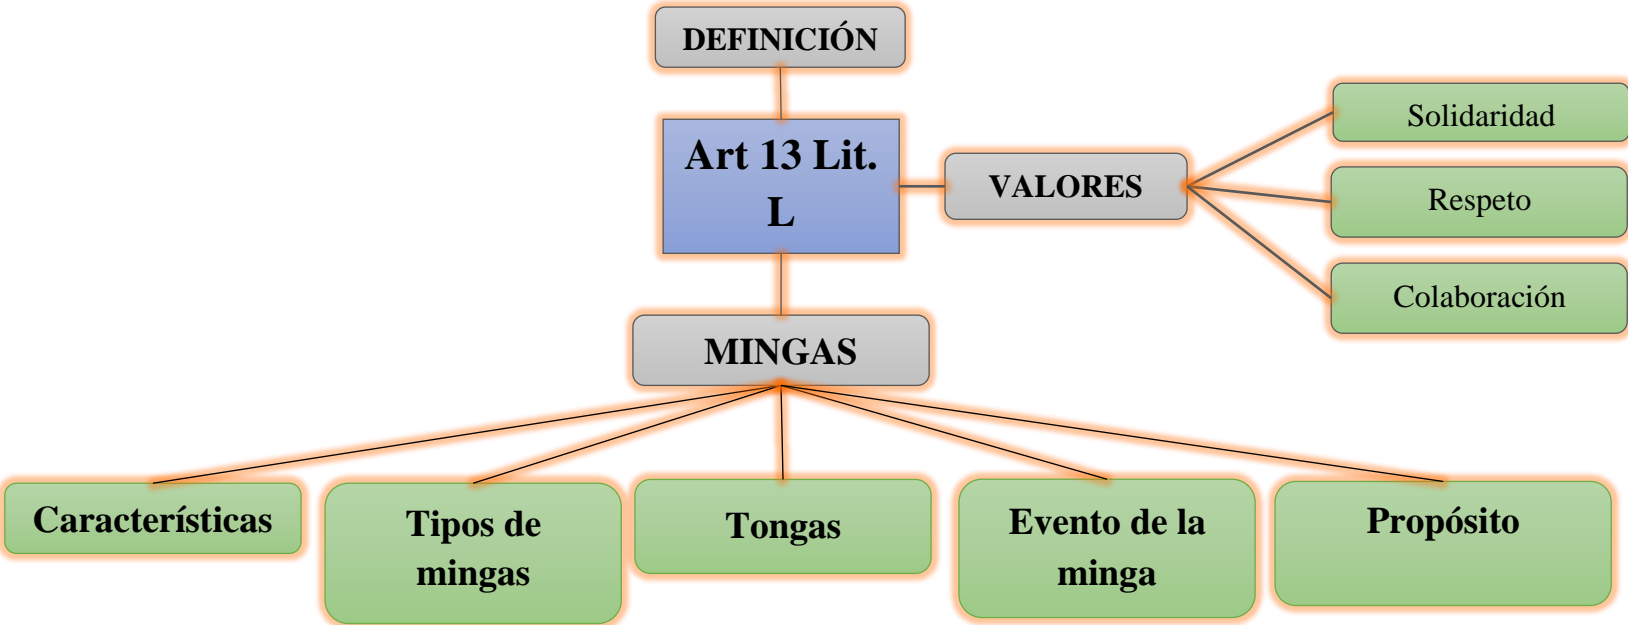 DEFINICIÓN
Art 13 Lit.
L
VALORES
Solidaridad
Respeto
Colaboración
MINGAS
Características
Tipos de
mingas
Tongas
Evento de la
minga
Propósito